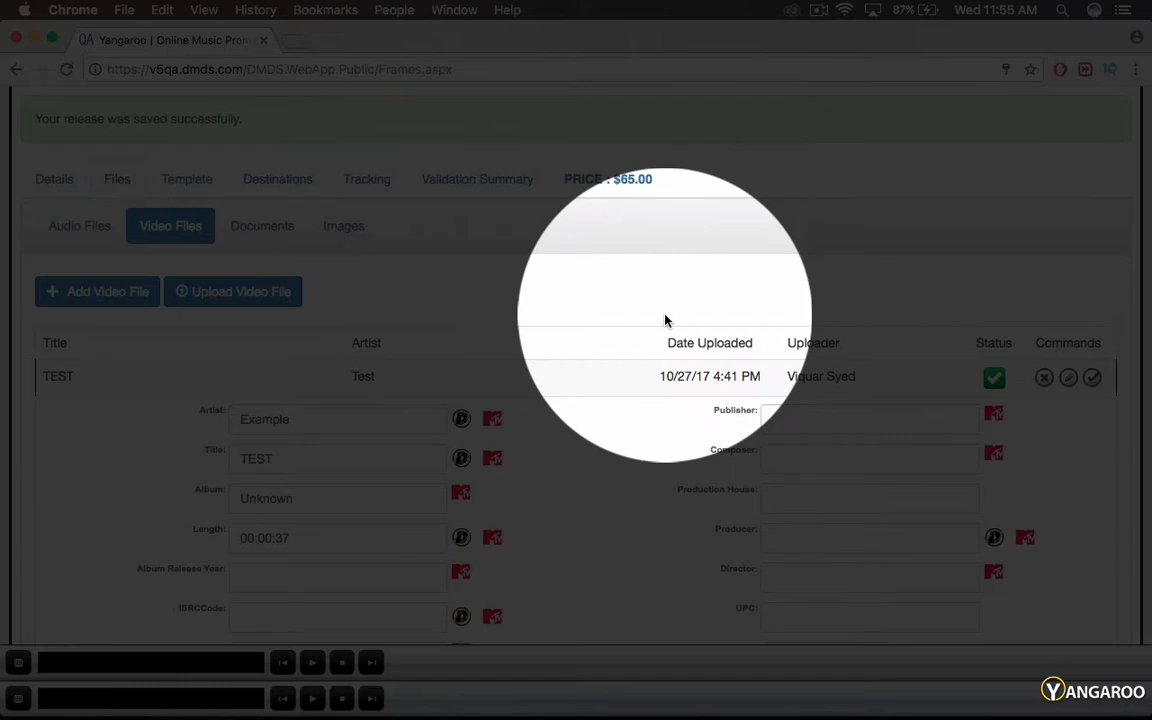 Chrome File Edit View History Bookmarks People Window Help 87% Wed 11:55 AM
QA Yangaroo | Online Music Prom
https://v5qa.dmds.com/DMDS.WebApp.Public/Frames.aspx
Your release was saved successfully.
Details Files Template Destinations Tracking Validation Summary PRICE : $65.00
Audio Files Video Files Documents Images
Add Video File Upload Video File
Title Artist Date Uploaded Uploader Status Commands
TEST Test 10/27/17 4:41 PM Viquar Syed
Artist: Example Publisher:
Title: TEST Composer:
Album: Unknown Production House:
Length: 00:00:37 Producer:
Album Release Year: Director:
ISRCCode: UPC:
YANGAROO